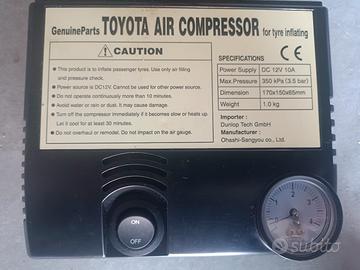 GenuineParts TOYOTA AIR COMPRESSOR for tyre inflating
CAUTION
This product is to inflate passenger tyres. Use only air filling
and pressure check.
Power source is DC12V. Cannot be used for other power source.
Do not operate continuously more than 10 minutes.
Avoid water or rain or dust. It may cause damage.
Turn off the compressor immediately if it becomes slow or heats up
Let it cool for at least 30 minutes.
Do not overhaul or remodel. Do not impact on the air gauge.
CE
SPECIFICATIONS
Power Supply DC 12V 10A
Max.Pressure 350 kPa (3.5 bar)
Dimension 170x150x65mm
Weight 1.0 kg
Importer :
Dunlop Tech GmbH
Manufacturer :
Ohashi-Sangyou co., Ltd.
ON
OFF
subito